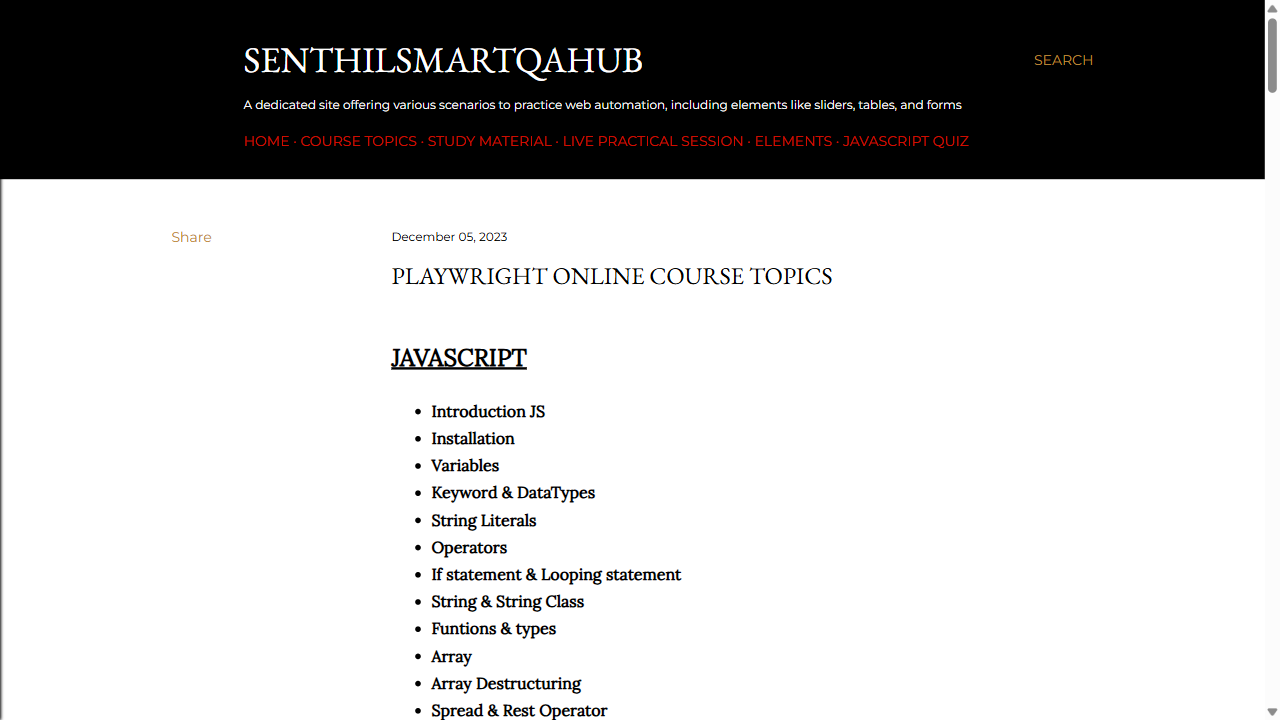 SENTHILSMARTQAHUB
SEARCH
A dedicated site offering various scenarios to practice web automation, including elements like sliders, tables, and forms
HOME · COURSE TOPICS · STUDY MATERIAL · LIVE PRACTICAL SESSION · ELEMENTS · JAVASCRIPT QUIZ
Share
December 05, 2023
PLAYWRIGHT ONLINE COURSE TOPICS
JAVASCRIPT
• Introduction JS
• Installation
• Variables
• Keyword & DataTypes
• String Literals
• Operators
• If statement & Looping statement
• String & String Class
• Funtions & types
• Array
• Array Destructuring
• Spread & Rest Operator